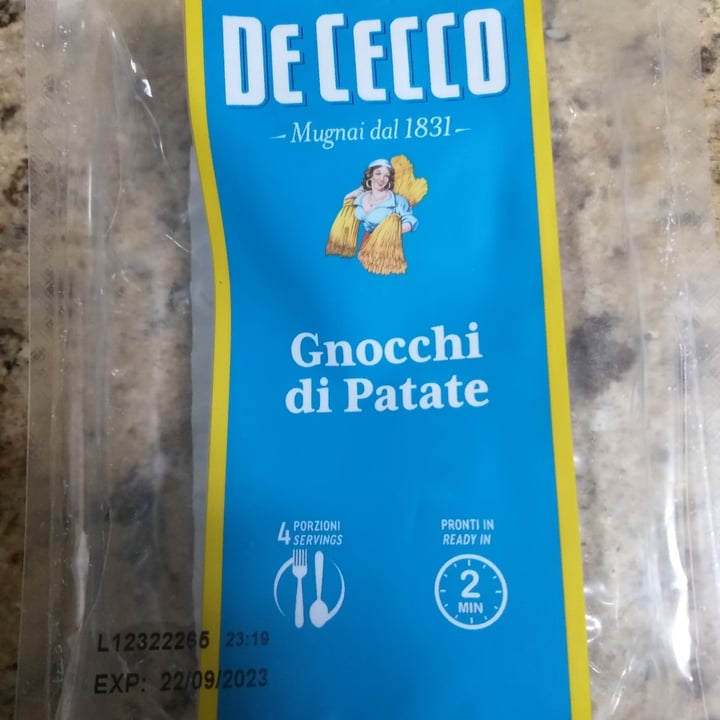 DE CECCO
Mugnai dal 1831
Gnocchi
di Patate
4 PORZIONI
SERVINGS
PRONTI IN
READY IN
2
MIN
L12322265 23:19
EXP: 22/09/2023